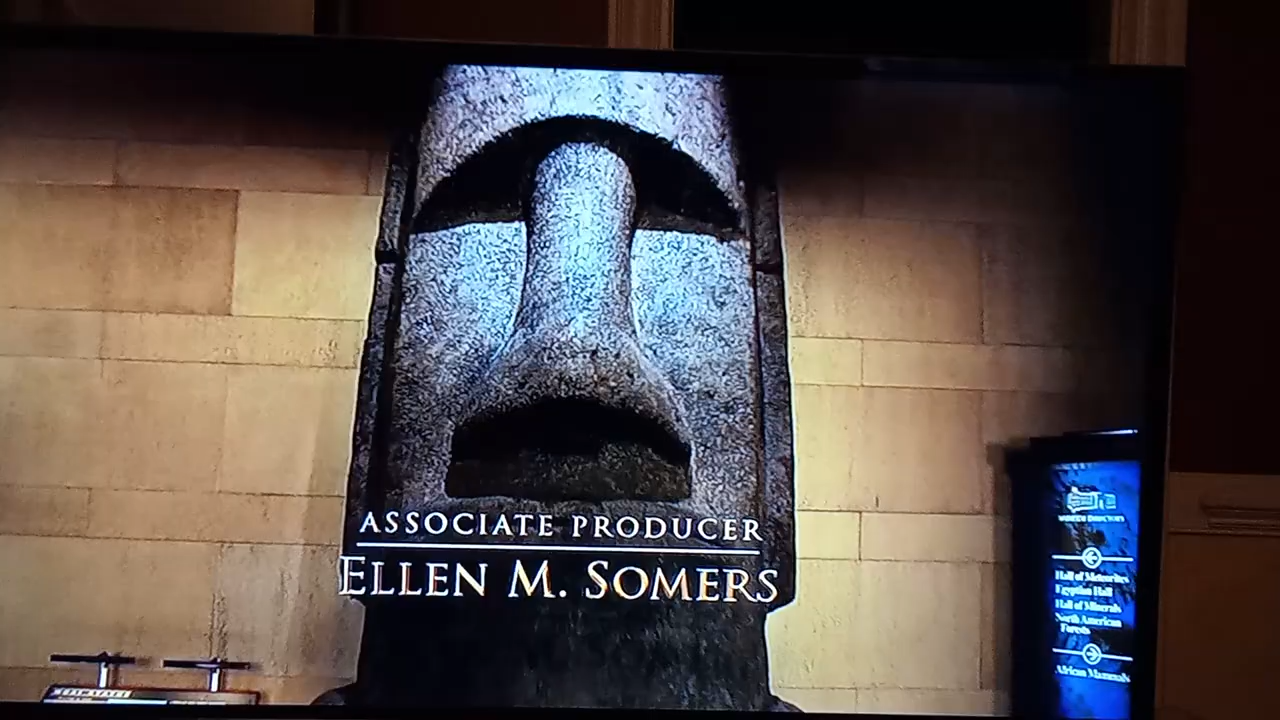 ASSOCIATE PRODUCER
ELLEN M. SOMERS
Hall of Meteorites
Egyptian Hall
Hall of Minerals
North American
Forests
African Mammals